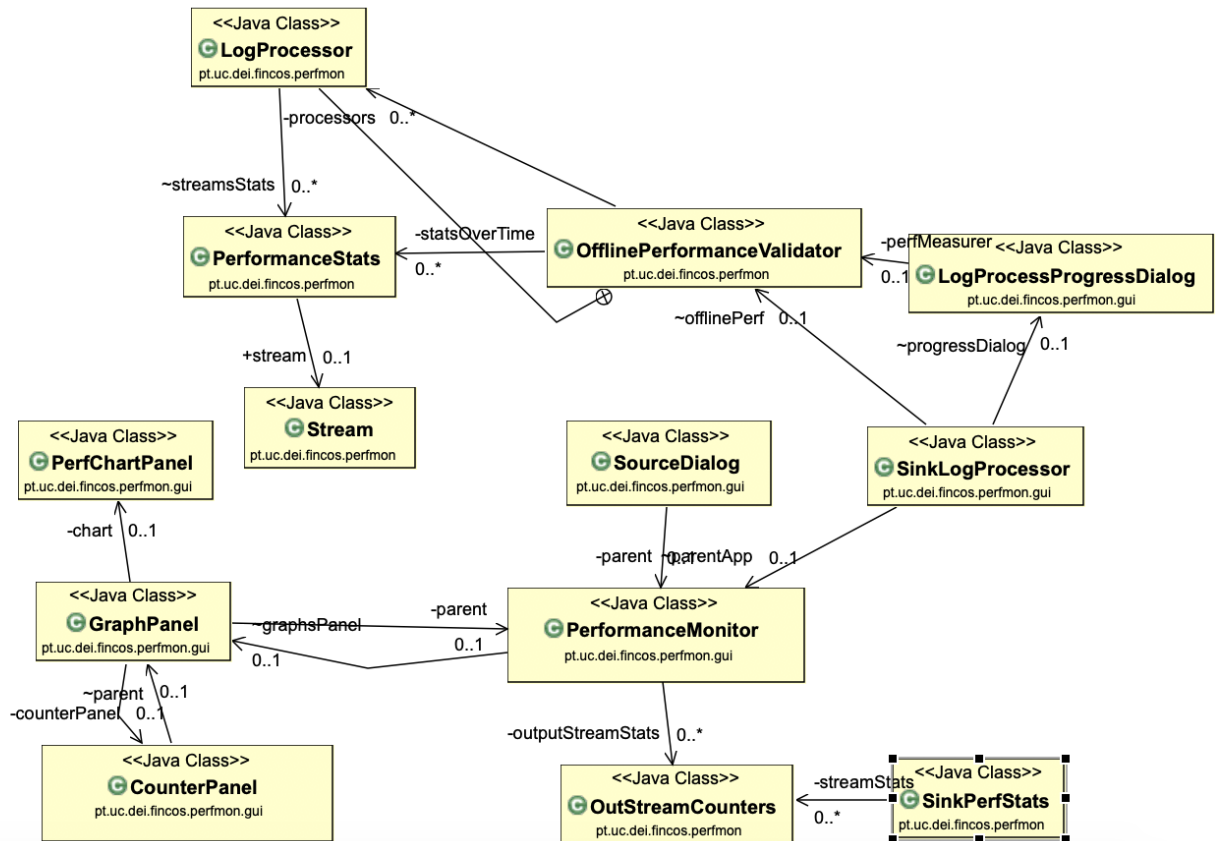 <<Java Class>>
LogProcessor
pt.uc.dei.fincos.perfmon
-processors 0..*
~streamsStats 0..*
<<Java Class>>
PerformanceStats
pt.uc.dei.fincos.perfmon
-statsOverTime
0..*
<<Java Class>>
OfflinePerformanceValidator
pt.uc.dei.fincos.perfmon
-perfMeasurer
0..1
<<Java Class>>
LogProcessProgressDialog
pt.uc.dei.fincos.perfmon.gui
~offlinePerf 0..1
~progressDialog 0..1
+stream 0..1
<<Java Class>>
Stream
pt.uc.dei.fincos.perfmon
<<Java Class>>
PerfChartPanel
pt.uc.dei.fincos.perfmon.gui
<<Java Class>>
SourceDialog
pt.uc.dei.fincos.perfmon.gui
<<Java Class>>
SinkLogProcessor
pt.uc.dei.fincos.perfmon.gui
-chart 0..1
-parent 0..1
~parentApp 0..1
<<Java Class>>
GraphPanel
pt.uc.dei.fincos.perfmon.gui
-parent
0..1
~graphsPanel
0..1
<<Java Class>>
PerformanceMonitor
pt.uc.dei.fincos.perfmon.gui
~parent 0..1
-counterPanel 0..1
-outputStreamStats 0..*
<<Java Class>>
CounterPanel
pt.uc.dei.fincos.perfmon.gui
<<Java Class>>
OutStreamCounters
pt.uc.dei.fincos.perfmon
-streamStats
0..*
<<Java Class>>
SinkPerfStats
pt.uc.dei.fincos.perfmon